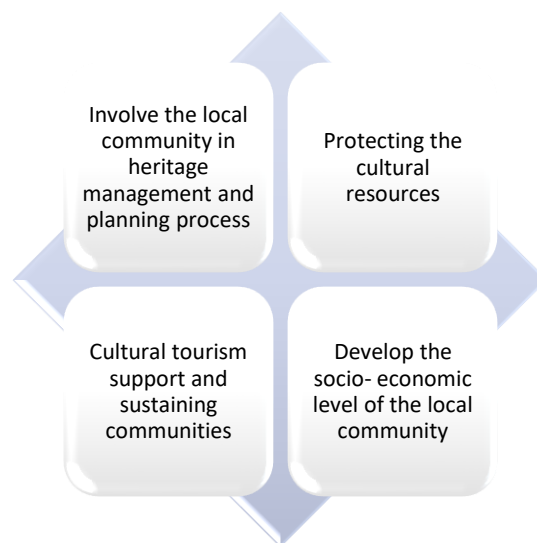 Involve the local
community in
heritage
management and
planning process
Protecting the
cultural
resources
Cultural tourism
support and
sustaining
communities
Develop the
socio- economic
level of the local
community